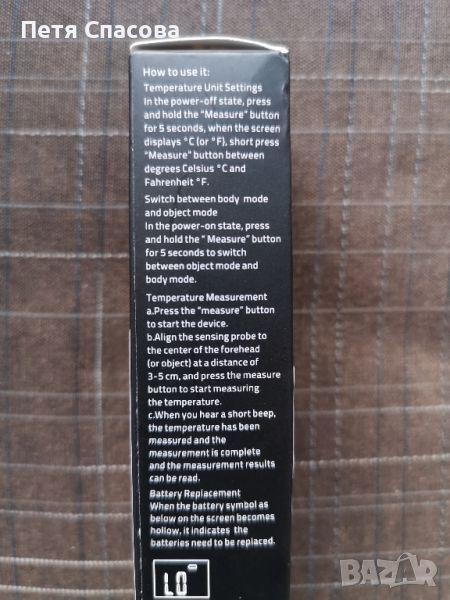 Петя Спасова
How to use it:
Temperature Unit Settings
In the power-off state, press
and hold the “Measure” button
for 5 seconds, when the screen
displays °C (or °F), short press
“Measure” button between
degrees Celsius °C and
Fahrenheit °F.
Switch between body mode
and object mode
In the power-on state, press
and hold the “ Measure” button
for 5 seconds to switch
between object mode and
body mode.
Temperature Measurement
a.Press the “measure” button
to start the device.
b.Align the sensing probe to
the center of the forehead
(or object) at a distance of
3-5 cm, and press the measure
button to start measuring
the temperature.
c.When you hear a short beep,
the temperature has been
measured and the
measurement is complete
and the measurement results
can be read.
Battery Replacement
When the battery symbol as
below on the screen becomes
hollow, it indicates the
batteries need to be replaced.
LO
BAZAR